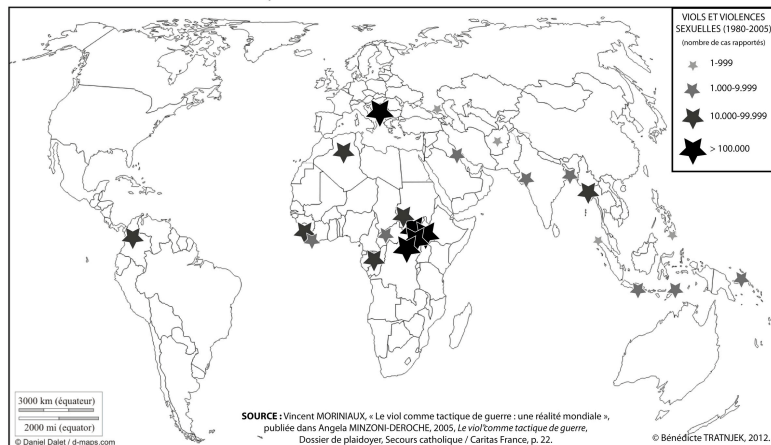 VIOLS ET VIOLENCES
SEXUELLES (1980-2005)
(nombre de cas rapportés)
1-999
1.000-9.999
10.000-99.999
> 100.000
3000 km (équateur)
2000 mi (equator)
© Daniel Dalet / d-maps.com
SOURCE : Vincent MORINIAUX, « Le viol comme tactique de guerre : une réalité mondiale »,
publiée dans Angela MINZONI-DEROCHE, 2005, Le viol'comme tactique de guerre,
Dossier de plaidoyer, Secours catholique / Caritas France, p. 22.
© Bénédicte TRATNJEK, 2012.